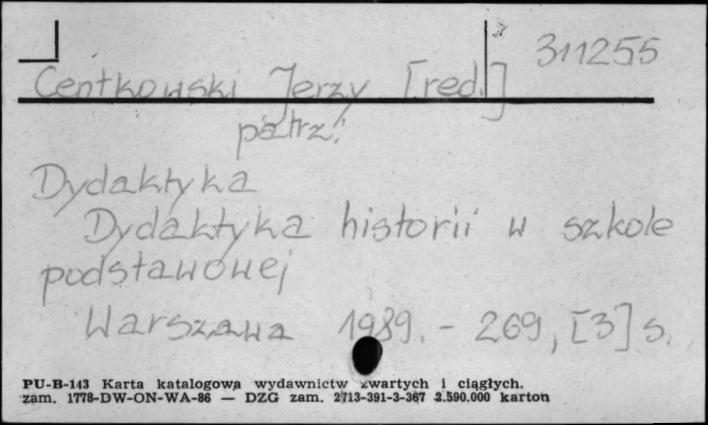 311255
Centkowski Jerzy [red.]
patrz:
Dydaktyka
Dydaktyka historii w szkole
podstawowej
Warszawa 1989. - 269, [3] s.
PU-B-143 Karta katalogowa wydawnictw zwartych i ciągłych.
zam. 1778-DW-ON-WA-86 — DZG zam. 2713-391-3-367 2.590.000 karton